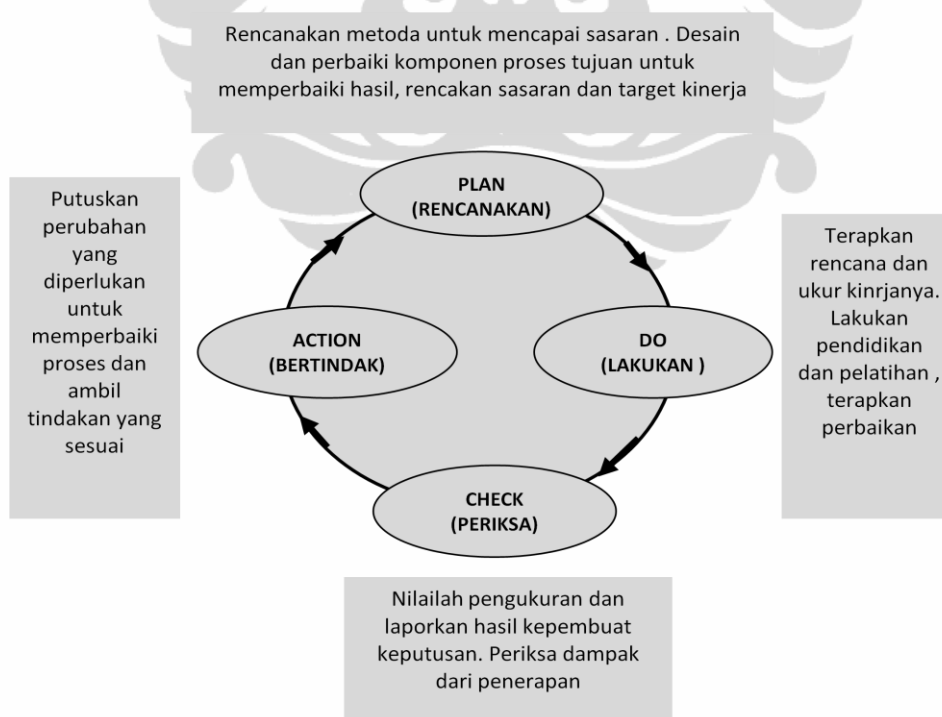 Rencanakan metoda untuk mencapai sasaran . Desain
dan perbaiki komponen proses tujuan untuk
memperbaiki hasil, rencakan sasaran dan target kinerja
PLAN
(RENCANAKAN)
Putuskan
perubahan
yang
diperlukan
untuk
memperbaiki
proses dan
ambil
tindakan yang
sesuai
ACTION
(BERTINDAK)
DO
(LAKUKAN )
Terapkan
rencana dan
ukur kinrjanya.
Lakukan
pendidikan
dan pelatihan ,
terapkan
perbaikan
CHECK
(PERIKSA)
Nilailah pengukuran dan
laporkan hasil kepembuat
keputusan. Periksa dampak
dari penerapan